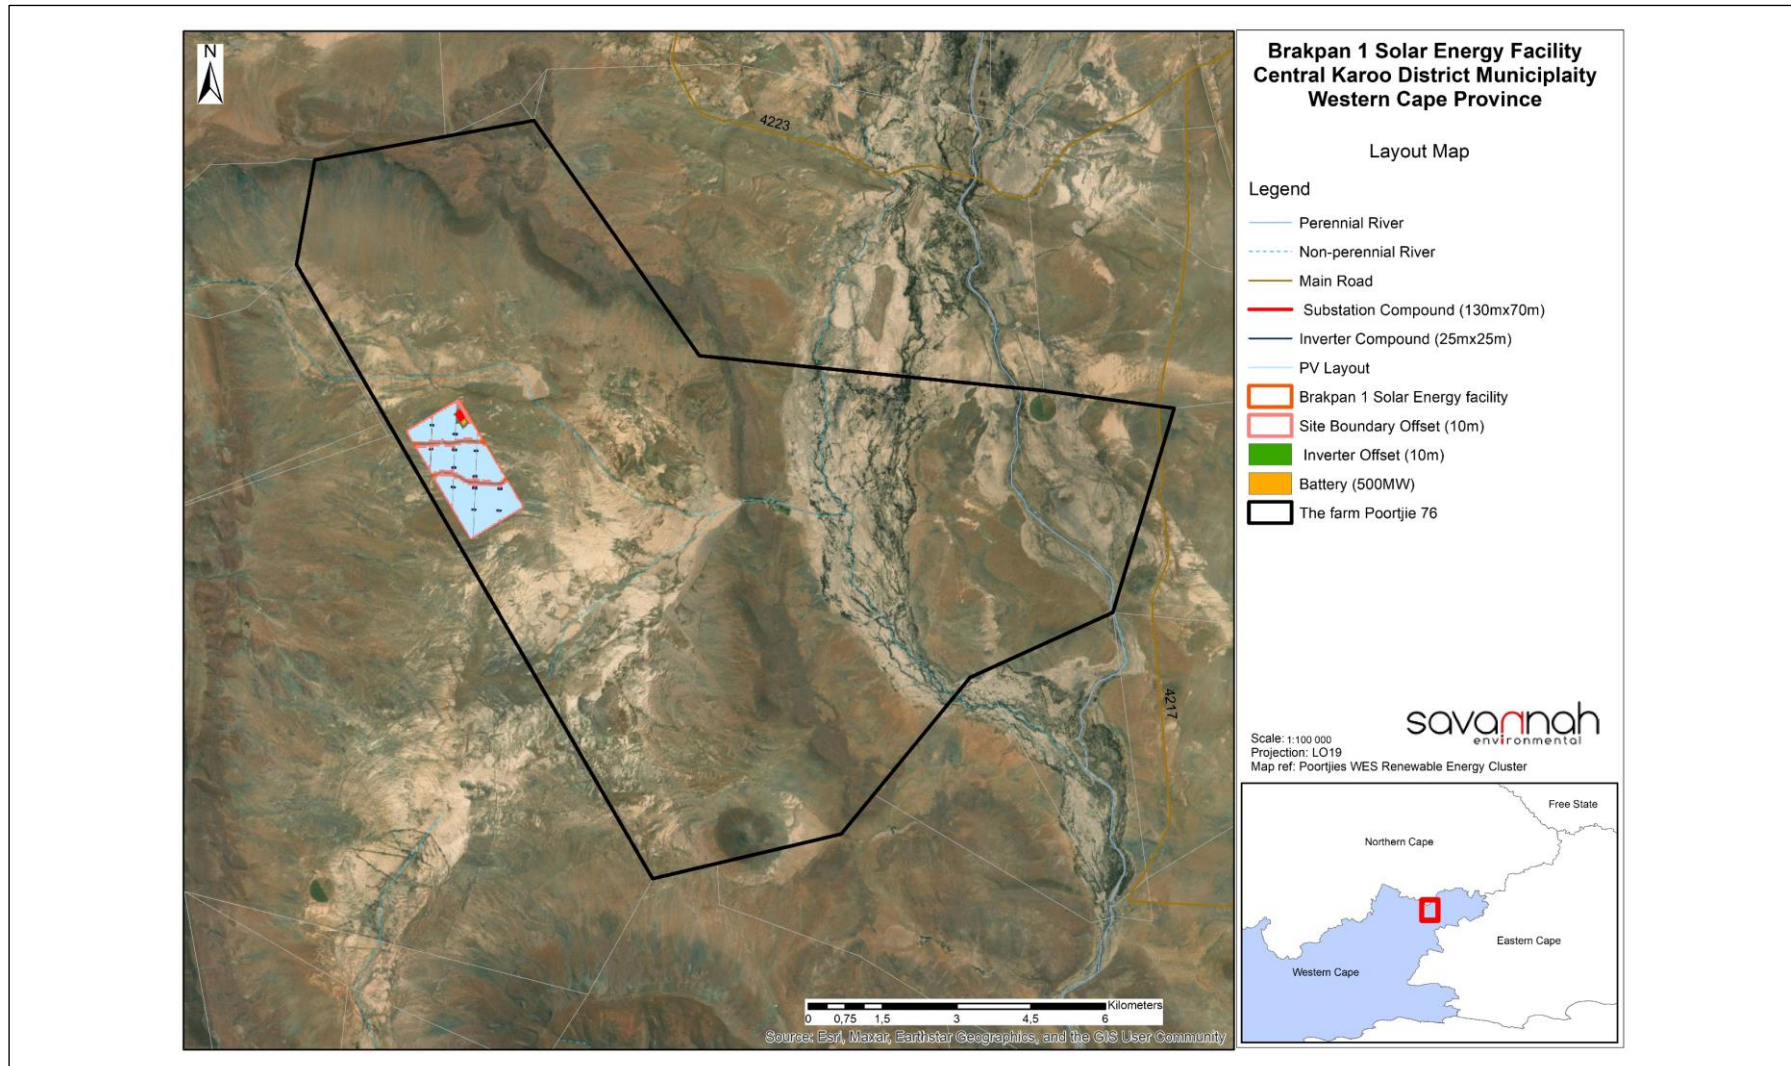 N
4223
4217
0 0,75 1,5 3 4,5 6
Kilometers
Source: Esri, Maxar, Earthstar Geographics, and the GIS User Community
Brakpan 1 Solar Energy Facility
Central Karoo District Municiplaity
Western Cape Province
Layout Map
Legend
Perennial River
Non-perennial River
Main Road
Substation Compound (130mx70m)
Inverter Compound (25mx25m)
PV Layout
Brakpan 1 Solar Energy facility
Site Boundary Offset (10m)
Inverter Offset (10m)
Battery (500MW)
The farm Poortjie 76
savannah
environmental
Scale: 1:100 000
Projection: LO19
Map ref: Poortjies WES Renewable Energy Cluster
Free State
Northern Cape
Eastern Cape
Western Cape